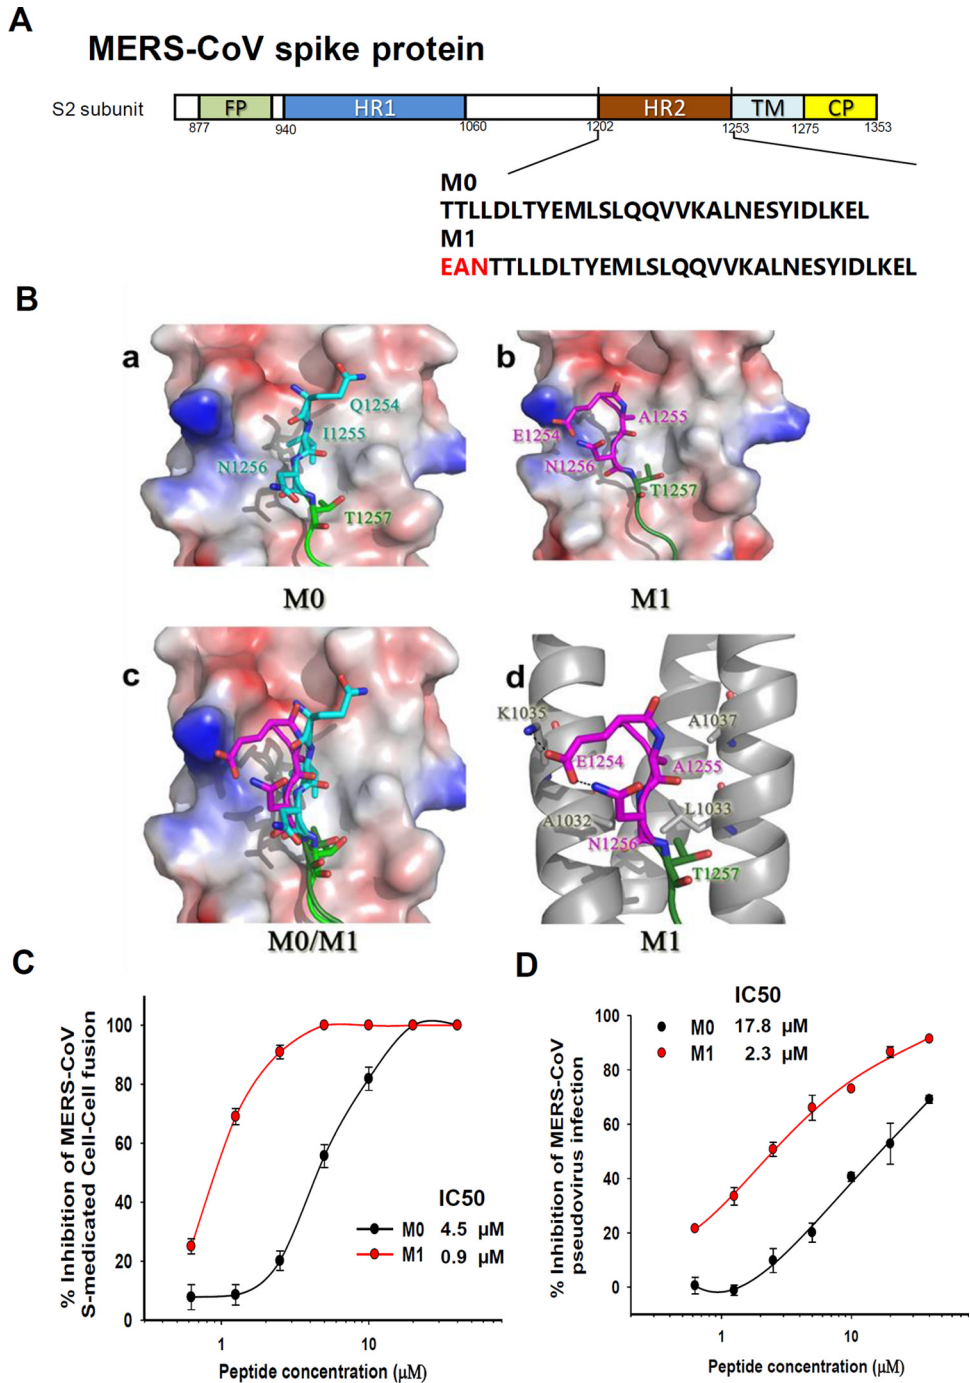 A
MERS-CoV spike protein
S2 subunit
FP
HR1
HR2
TM
CP
877
940
1060
1202
1253
1275
1353
M0
TTLLDLTYEMLSLQQVVKALNESYIDLKEL
M1
EANTTLLDLTYEMLSLQQVVKALNESYIDLKEL
B
a
Q1254
I1255
N1256
T1257
M0
b
A1255
E1254
N1256
T1257
M1
c
M0/M1
d
K1035
A1037
E1254
A1255
A1032
L1033
N1256
T1257
M1
C
% Inhibition of MERS-CoV
S-medicated Cell-Cell fusion
100
80
60
40
20
0
IC50
M0 4.5 μM
M1 0.9 μM
1
10
Peptide concentration (μM)
D
% Inbibition of MERS-CoV
pseudovirus infection
IC50
M0 17.8 μM
M1 2.3 μM
100
80
60
40
20
0
1
10
Peptide concentration (μM)